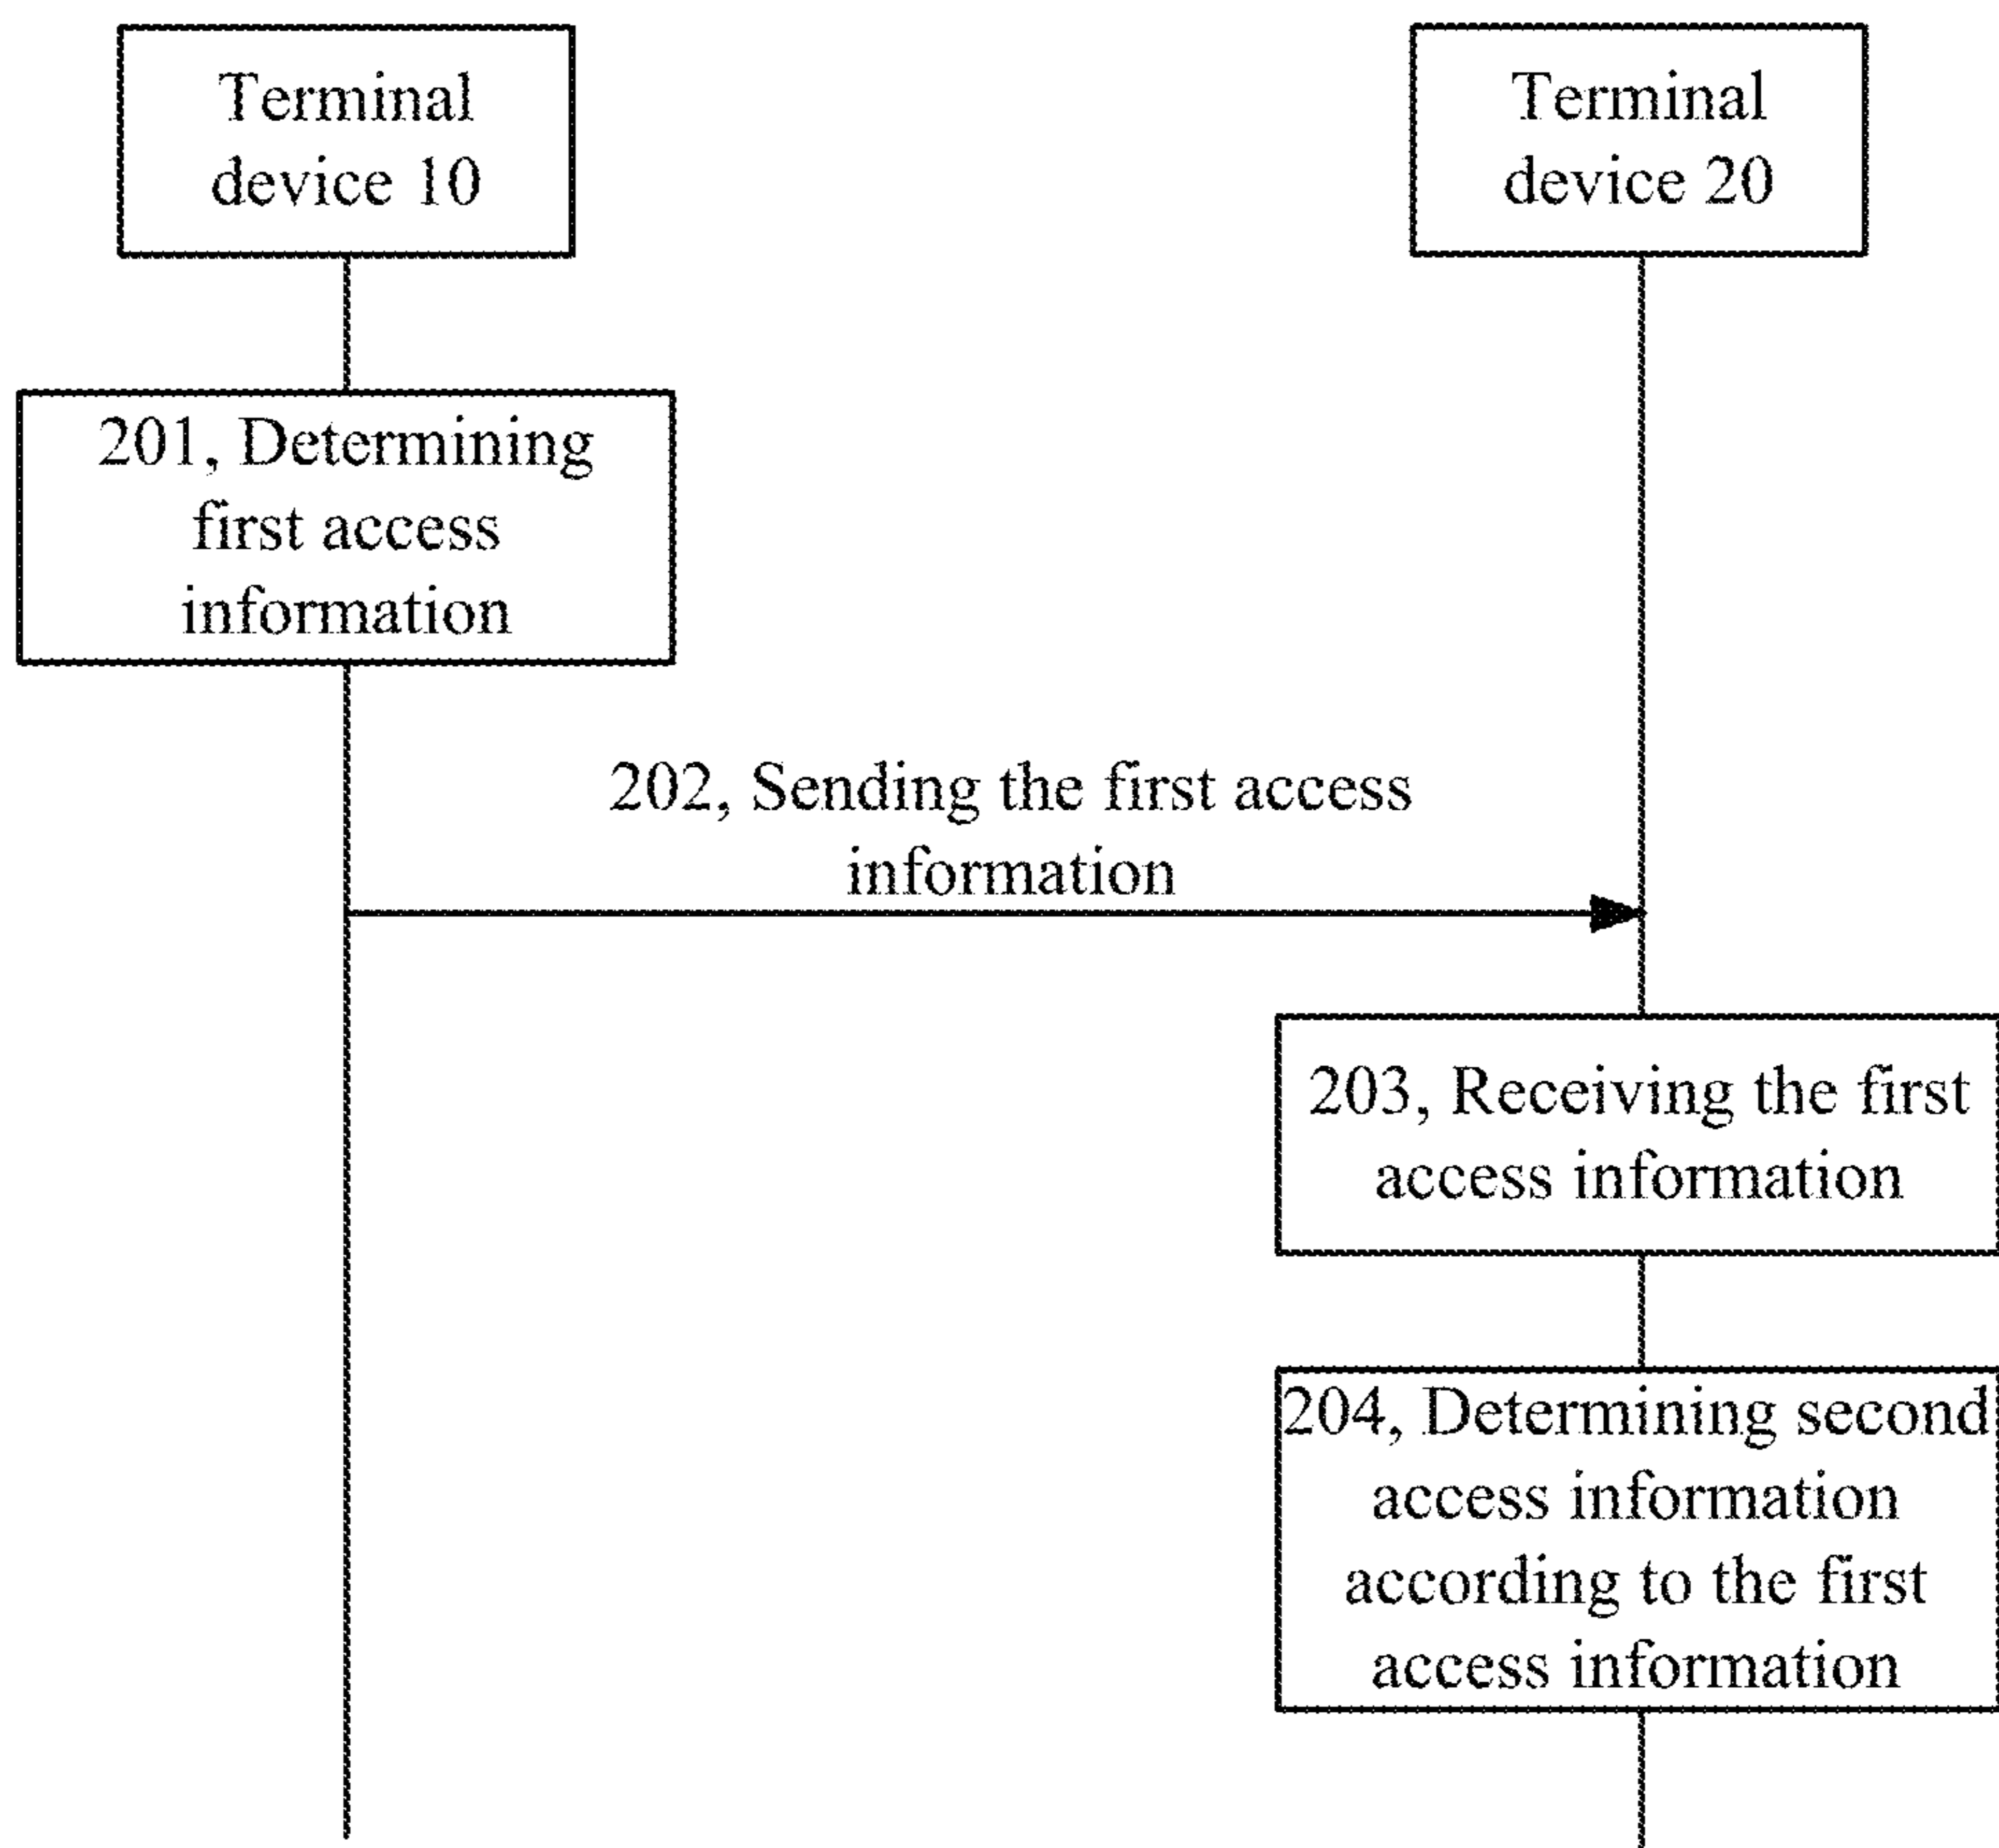 Terminal
device 10
Terminal
device 20
201, Determining
first access
information
202, Sending the first access
information
203, Receiving the first
access information
204, Determining second
access information
according to the first
access information